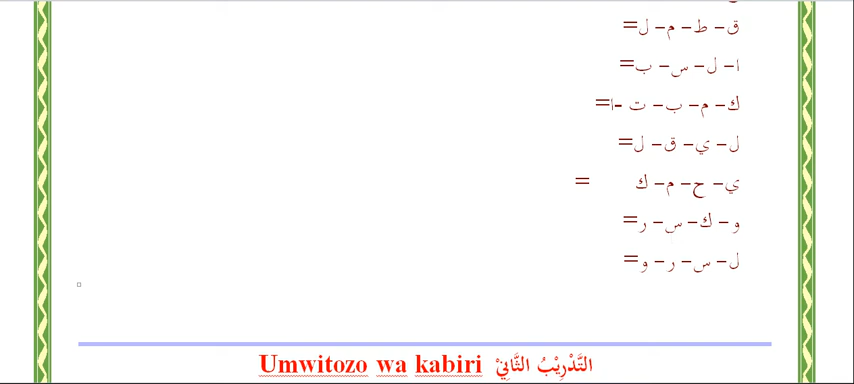 ق– ط– م– ل=
ا– ل– س– ب=
ك– م– ب– ت -ا=
ل– ي– ق– ل=
ي– ح– م– ك =
و– ك– س– ر=
ل– س– ر– و=
التَّدْرِيْبُ الثَّانِيْ Umwitozo wa kabiri